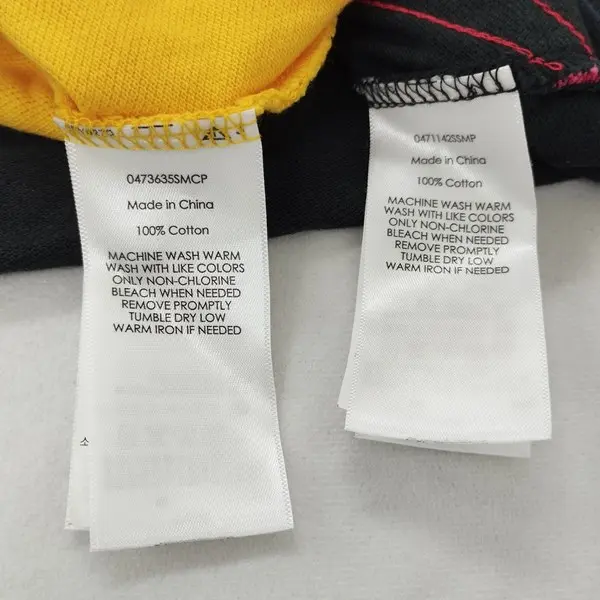 0473635SMCP
Made in China
100% Cotton
MACHINE WASH WARM
WASH WITH LIKE COLORS
ONLY NON-CHLORINE
BLEACH WHEN NEEDED
REMOVE PROMPTLY
TUMBLE DRY LOW
WARM IRON IF NEEDED
소
0471142SSMP
Made in China
100% Cotton
MACHINE WASH WARM
WASH WITH LIKE COLORS
ONLY NON-CHLORINE
BLEACH WHEN NEEDED
REMOVE PROMPTLY
TUMBLE DRY LOW
WARM IRON IF NEEDED